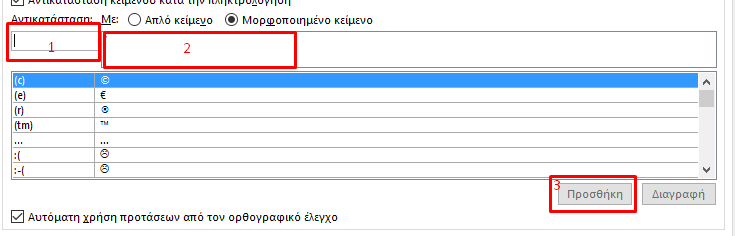 Αντικατάσταση κειμένου κατά την πληκτρολόγηση
Αντικατάσταση: Με: Απλό κείμενο Μορφοποιημένο κείμενο
1 2
(c) ©
(e) €
(r) ®
(tm) ™
... ...
:( ☹
:-( ☹
3 Προσθήκη Διαγραφή
Αυτόματη χρήση προτάσεων από τον ορθογραφικό έλεγχο